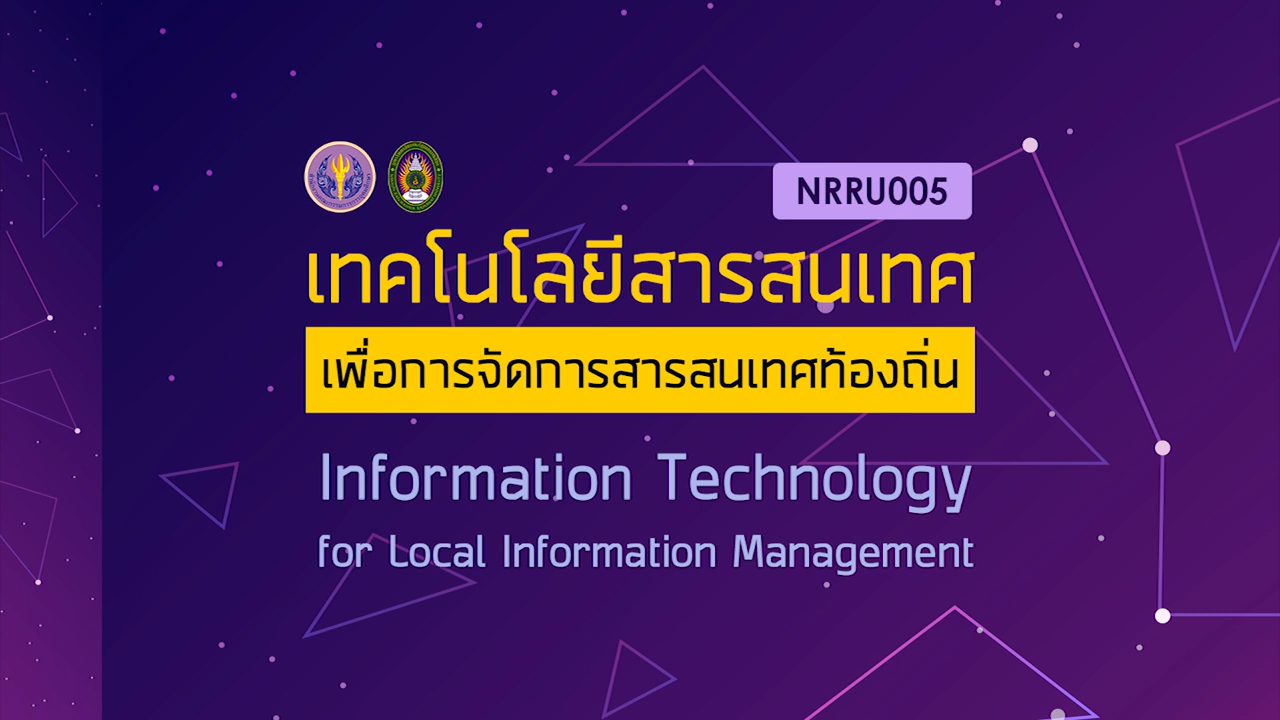 NRRU005
เทคโนโลยีสารสนเทศ
เพื่อการจัดการสารสนเทศท้องถิ่น
Information Technology
for Local Information Management